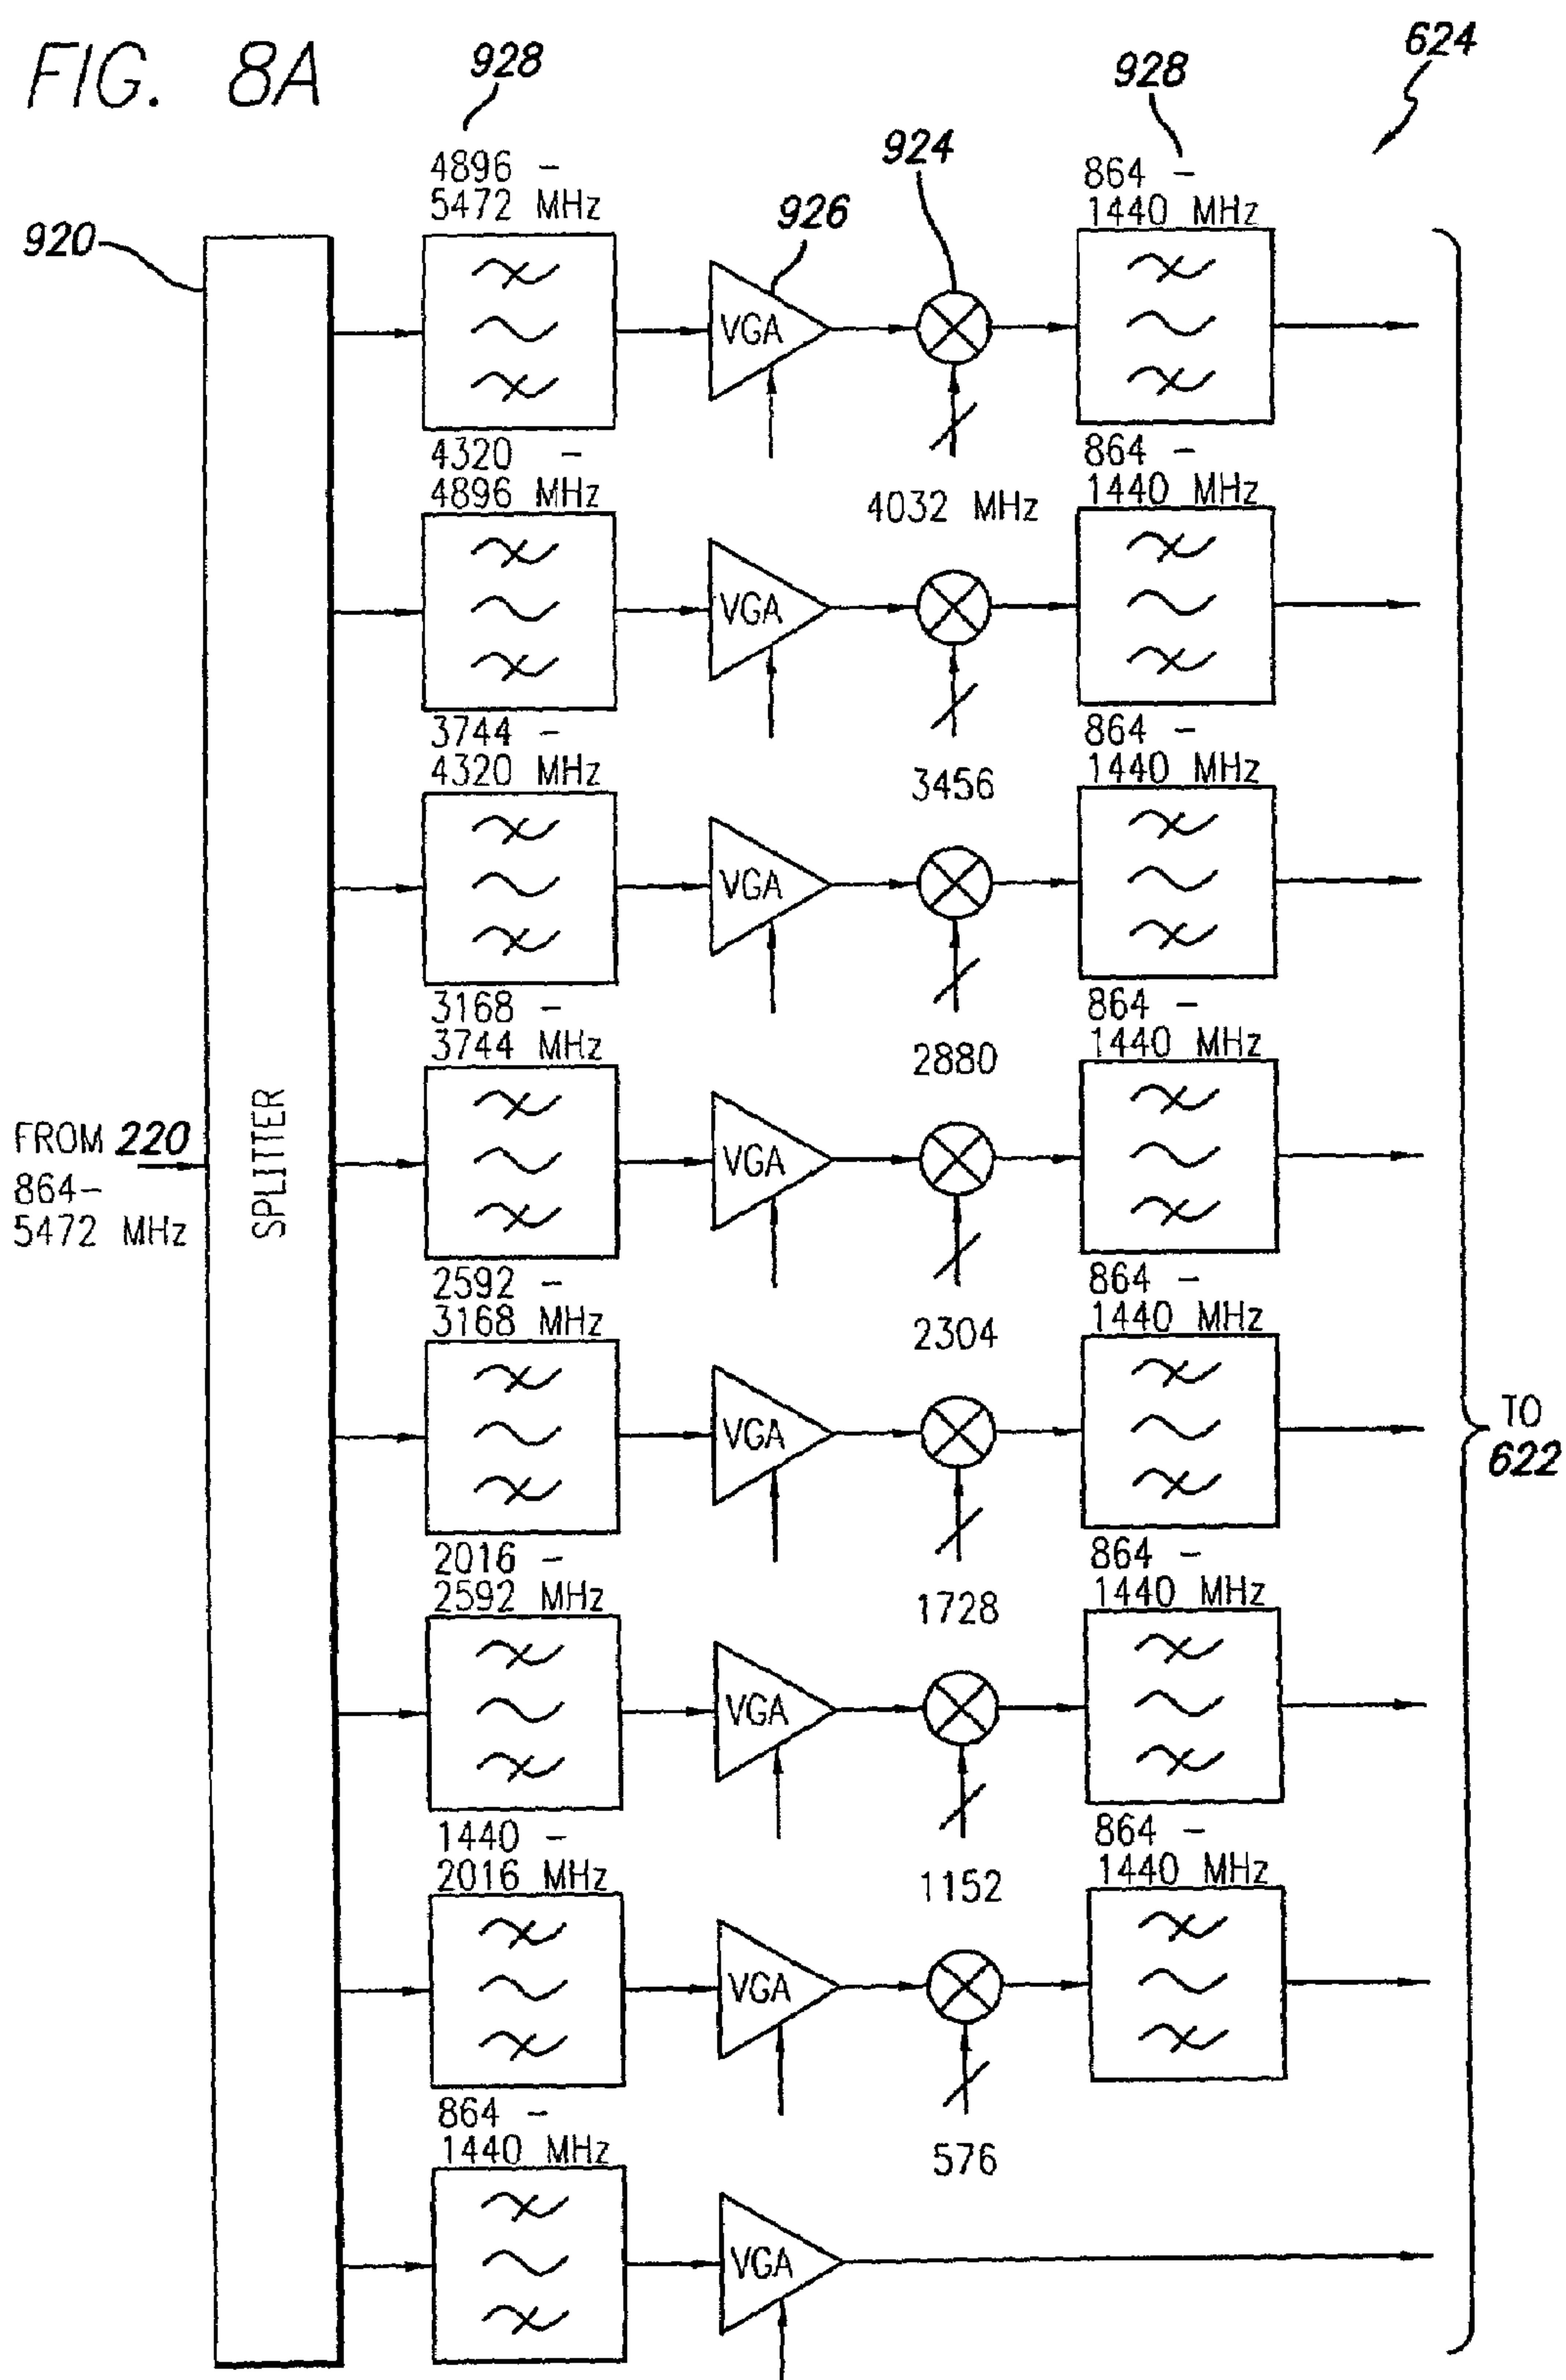 FIG. 8A
928
928
624
924
926
920
4896 -
5472 MHz
864 -
1440 MHz
VGA
4032 MHz
4320 -
4896 MHz
864 -
1440 MHz
VGA
3456
3744 -
4320 MHz
864 -
1440 MHz
VGA
2880
3168 -
3744 MHz
864 -
1440 MHz
VGA
2304
FROM 220
864-
5472 MHz
SPLITTER
2592 -
3168 MHz
864 -
1440 MHz
VGA
1728
TO
622
2016 -
2592 MHz
864 -
1440 MHz
VGA
1152
1440 -
2016 MHz
864 -
1440 MHz
VGA
576
864 -
1440 MHz
VGA